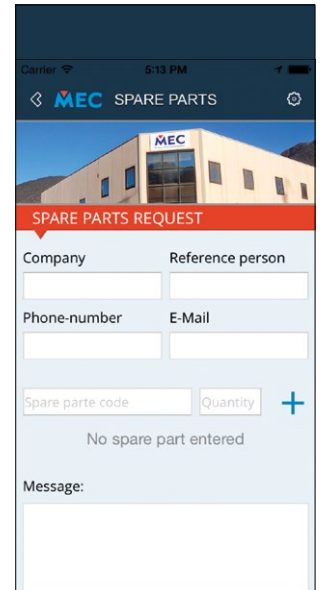 Carrier 5:13 PM
MEC SPARE PARTS
MEC
SPARE PARTS REQUEST
Company Reference person
Phone-number E-Mail
Spare parte code Quantity +
No spare part entered
Message: